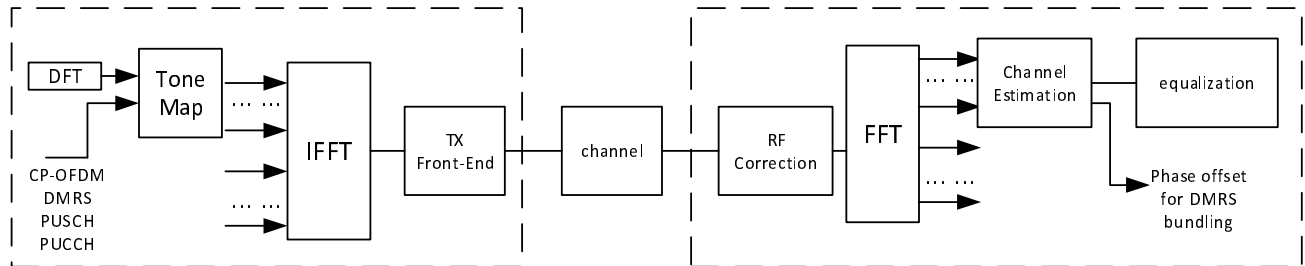 DFT
Tone
Map
CP-OFDM
DMRS
PUSCH
PUCCH
... ...
... ...
IFFT
TX
Front-End
channel
RF
Correction
FFT
... ...
... ...
Channel
Estimation
equalization
Phase offset
for DMRS
bundling